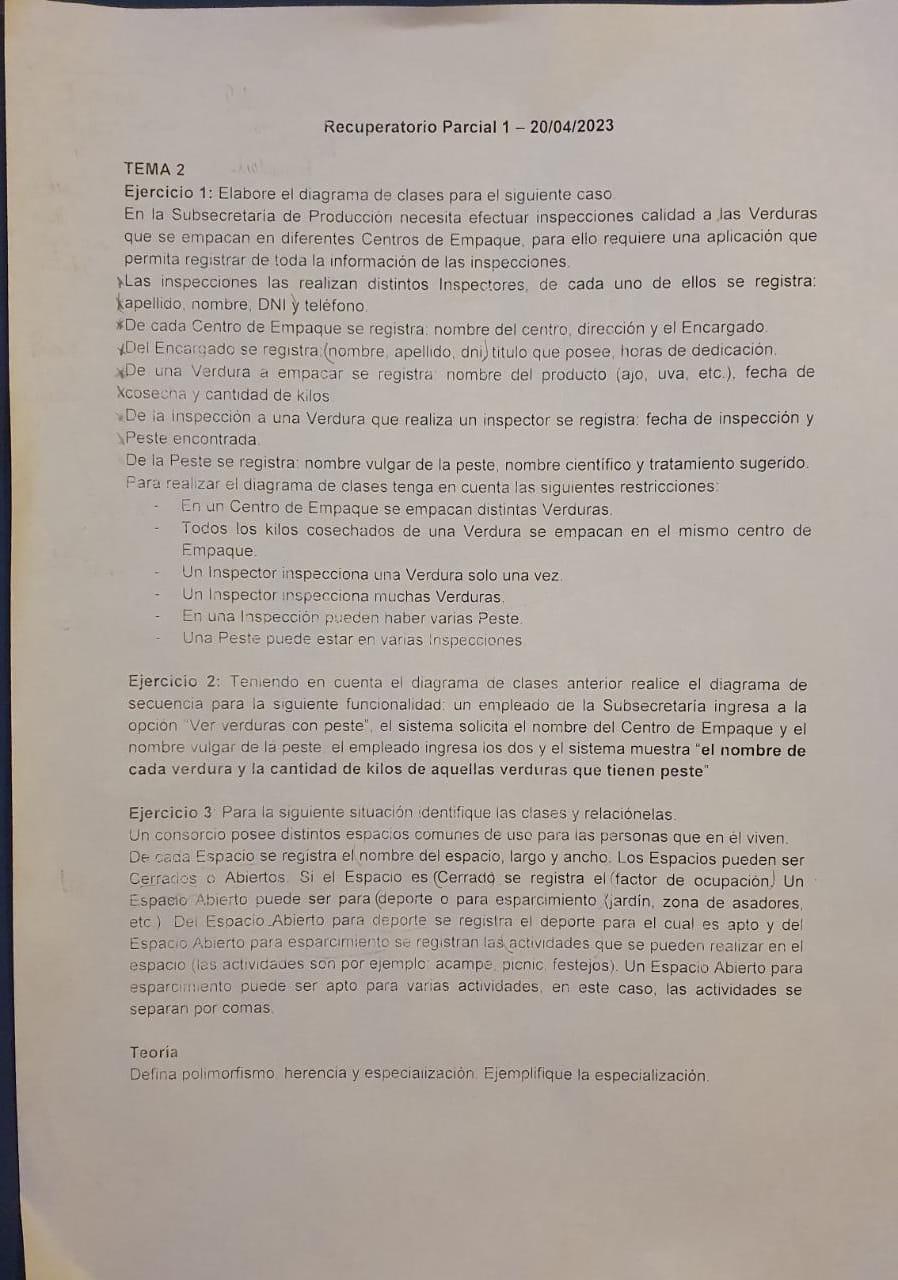 Recuperatorio Parcial 1 – 20/04/2023
TEMA 2
Ejercicio 1: Elabore el diagrama de clases para el siguiente caso
En la Subsecretaría de Producción necesita efectuar inspecciones calidad a las Verduras
que se empacan en diferentes Centros de Empaque, para ello requiere una aplicación que
permita registrar de toda la información de las inspecciones.
Las inspecciones las realizan distintos Inspectores, de cada uno de ellos se registra:
apellido, nombre, DNI y teléfono.
De cada Centro de Empaque se registra: nombre del centro, dirección y el Encargado.
Del Encargado se registra:(nombre, apellido, dni) titulo que posee, horas de dedicación.
De una Verdura a empacar se registra: nombre del producto (ajo, uva, etc.), fecha de
cosecha y cantidad de kilos
De la inspección a una Verdura que realiza un inspector se registra: fecha de inspección y
Peste encontrada.
De la Peste se registra: nombre vulgar de la peste, nombre científico y tratamiento sugerido.
Para realizar el diagrama de clases tenga en cuenta las siguientes restricciones:
- En un Centro de Empaque se empacan distintas Verduras.
- Todos los kilos cosechados de una Verdura se empacan en el mismo centro de
Empaque.
- Un Inspector inspecciona una Verdura solo una vez.
- Un Inspector inspecciona muchas Verduras.
- En una Inspección pueden haber varias Peste.
- Una Peste puede estar en varias Inspecciones
Ejercicio 2: Teniendo en cuenta el diagrama de clases anterior realice el diagrama de
secuencia para la siguiente funcionalidad: un empleado de la Subsecretaría ingresa a la
opción "Ver verduras con peste", el sistema solicita el nombre del Centro de Empaque y el
nombre vulgar de la peste, el empleado ingresa los dos y el sistema muestra "el nombre de
cada verdura y la cantidad de kilos de aquellas verduras que tienen peste"
Ejercicio 3: Para la siguiente situación identifique las clases y relaciónelas.
Un consorcio posee distintos espacios comunes de uso para las personas que en él viven.
De cada Espacio se registra el nombre del espacio, largo y ancho. Los Espacios pueden ser
Cerrados o Abiertos. Si el Espacio es (Cerrado se registra el (factor de ocupación) Un
Espacio Abierto puede ser para (deporte o para esparcimiento (jardín, zona de asadores,
etc.) Del Espacio Abierto para deporte se registra el deporte para el cual es apto y del
Espacio Abierto para esparcimiento se registran las actividades que se pueden realizar en el
espacio (las actividades son por ejemplo: acampe, picnic, festejos). Un Espacio Abierto para
esparcimiento puede ser apto para varias actividades, en este caso, las actividades se
separan por comas.
Teoría
Defina polimorfismo, herencia y especialización. Ejemplifique la especialización.